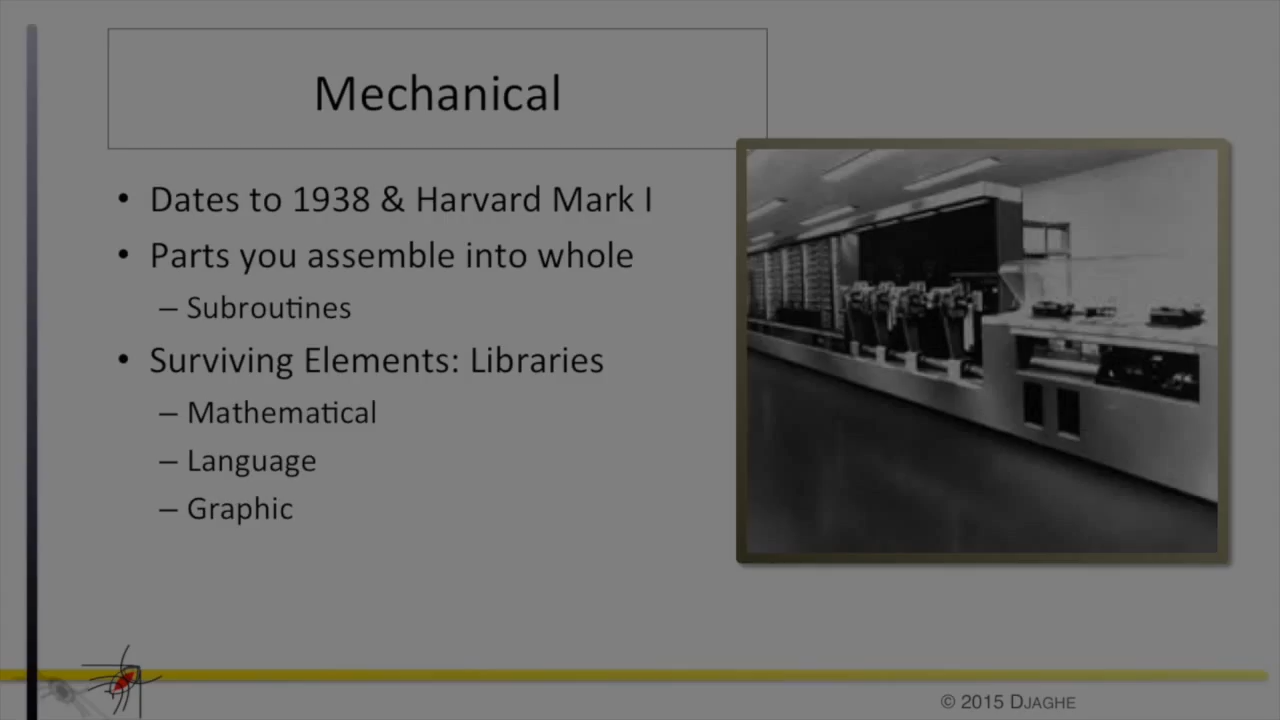 Mechanical
• Dates to 1938 & Harvard Mark I
• Parts you assemble into whole
– Subroutines
• Surviving Elements: Libraries
– Mathematical
– Language
– Graphic
© 2015 DJAGHE